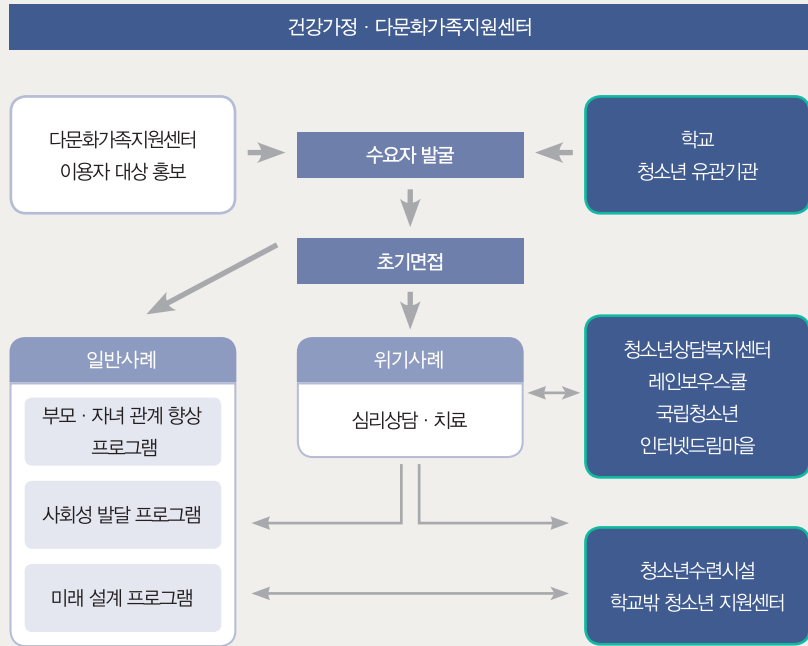 건강가정 · 다문화가족지원센터
다문화가족지원센터
이용자 대상 홍보
수요자 발굴
학교
청소년 유관기관
초기면접
일반사례
부모 · 자녀 관계 향상
프로그램
사회성 발달 프로그램
미래 설계 프로그램
위기사례
심리상담 · 치료
청소년상담복지센터
레인보우스쿨
국립청소년
인터넷드림마을
청소년수련시설
학교밖 청소년 지원센터